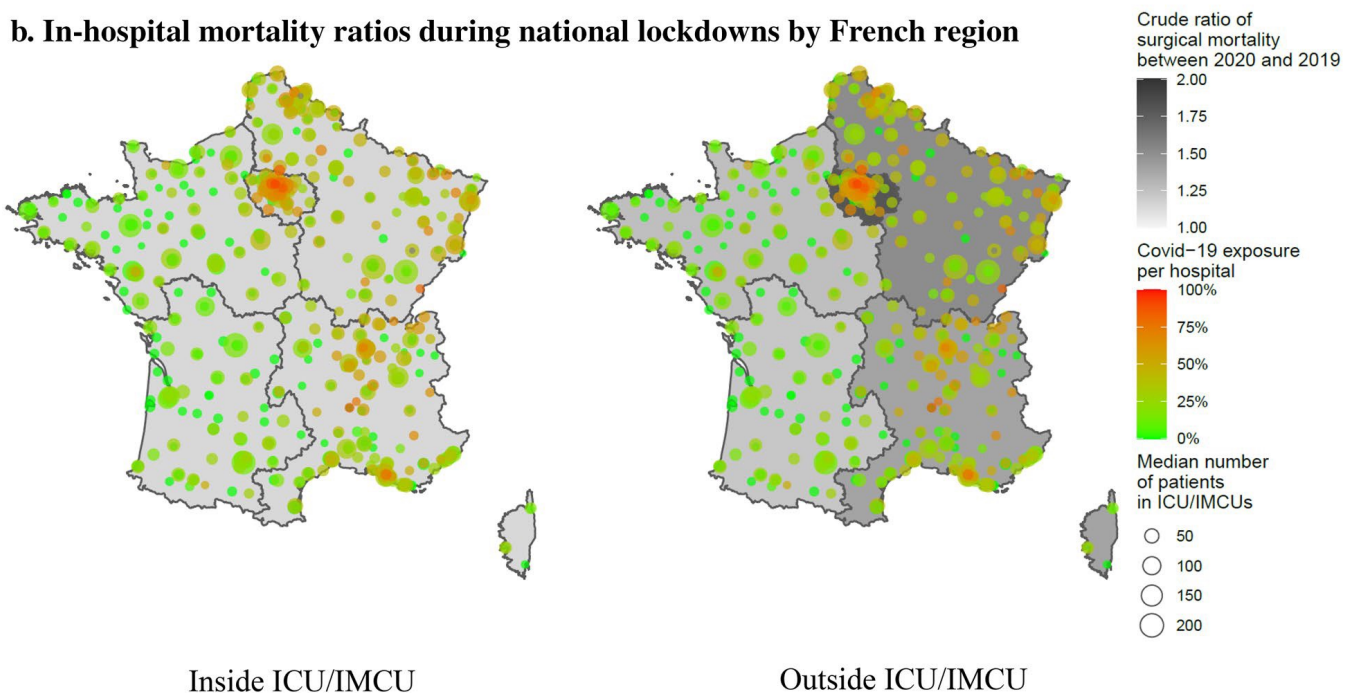 b. In-hospital mortality ratios during national lockdowns by French region
Crude ratio of
surgical mortality
between 2020 and 2019
2.00
1.75
1.50
1.25
1.00
Covid−19 exposure
per hospital
100%
75%
50%
25%
0%
Median number
of patients
in ICU/IMCUs
50
100
150
200
Inside ICU/IMCU
Outside ICU/IMCU